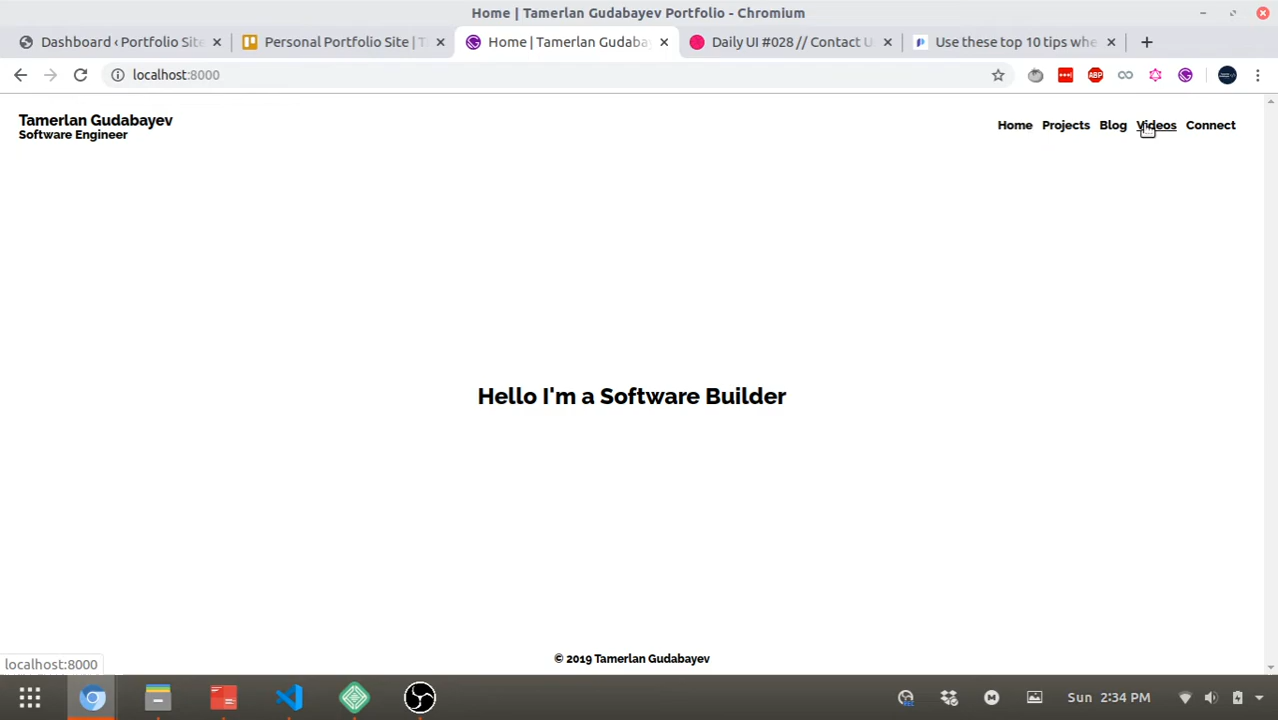 Home | Tamerlan Gudabayev Portfolio - Chromium
Dashboard ‹ Portfolio Site
Personal Portfolio Site | T
Home | Tamerlan Gudaba
Daily UI #028 // Contact U
Use these top 10 tips whe
localhost:8000
ABP
Tamerlan Gudabayev
Software Engineer
Home Projects Blog Videos Connect
Hello I'm a Software Builder
© 2019 Tamerlan Gudabayev
localhost:8000
Sun 2:34 PM